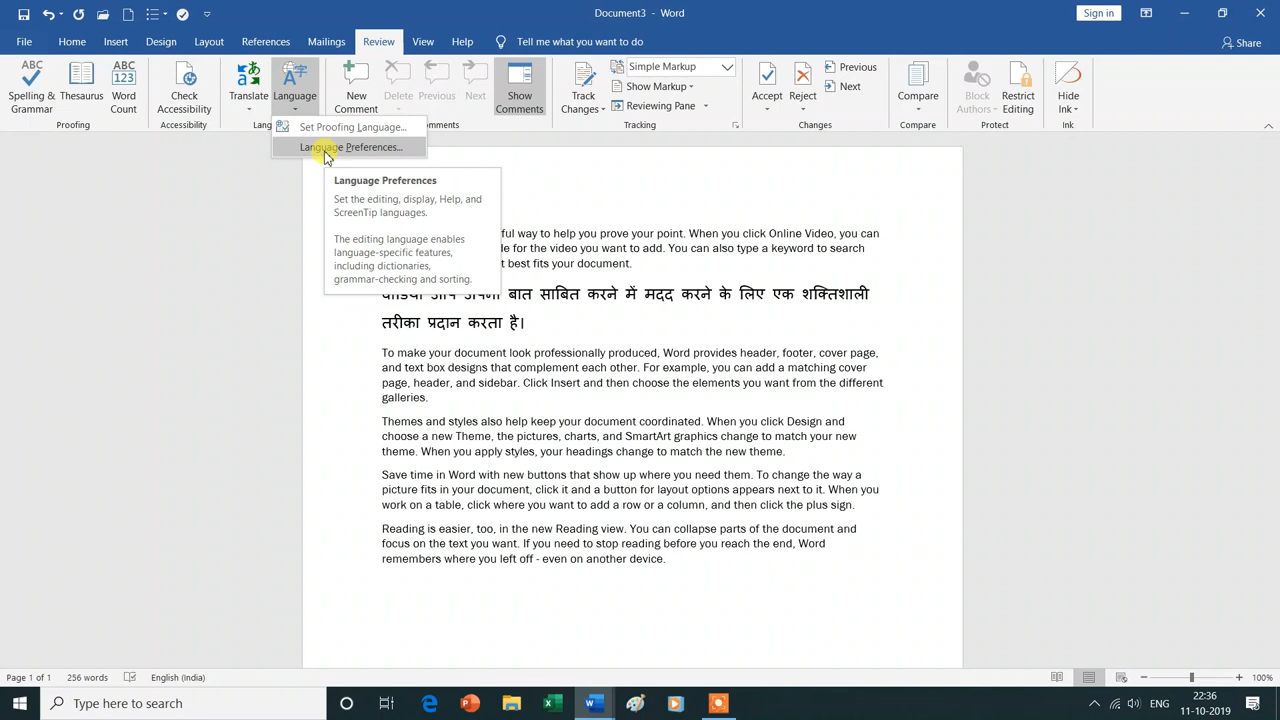 Document3 - Word
Sign in
File Home Insert Design Layout References Mailings Review View Help Tell me what you want to do Share
Spelling & Grammar
Thesaurus
Word Count
Check Accessibility
Translate
Language
New Comment
Delete
Previous
Next
Show Comments
Track Changes
Simple Markup
Show Markup
Reviewing Pane
Accept
Reject
Previous
Next
Compare
Block Authors
Restrict Editing
Hide Ink
Proofing
Accessibility
Tracking
Changes
Compare
Protect
Ink
Set Proofing Language...
Language Preferences...
Language Preferences
Set the editing, display, Help, and
ScreenTip languages.
The editing language enables
language-specific features,
including dictionaries,
grammar-checking and sorting.
way to help you prove your point. When you click Online Video, you can
for the video you want to add. You can also type a keyword to search
best fits your document.
बात साबित करने में मदद करने के लिए एक शक्तिशाली
तरीका प्रदान करता है।
To make your document look professionally produced, Word provides header, footer, cover page,
and text box designs that complement each other. For example, you can add a matching cover
page, header, and sidebar. Click Insert and then choose the elements you want from the different
galleries.
Themes and styles also help keep your document coordinated. When you click Design and
choose a new Theme, the pictures, charts, and SmartArt graphics change to match your new
theme. When you apply styles, your headings change to match the new theme.
Save time in Word with new buttons that show up where you need them. To change the way a
picture fits in your document, click it and a button for layout options appears next to it. When you
work on a table, click where you want to add a row or a column, and then click the plus sign.
Reading is easier, too, in the new Reading view. You can collapse parts of the document and
focus on the text you want. If you need to stop reading before you reach the end, Word
remembers where you left off - even on another device.
Page 1 of 1 256 words English (India) 100%
Type here to search
ENG
22:36
11-10-2019